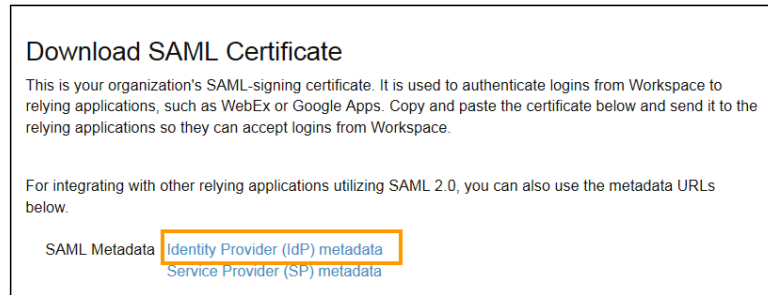 Download SAML Certificate
This is your organization's SAML-signing certificate. It is used to authenticate logins from Workspace to
relying applications, such as WebEx or Google Apps. Copy and paste the certificate below and send it to the
relying applications so they can accept logins from Workspace.
For integrating with other relying applications utilizing SAML 2.0, you can also use the metadata URLs
below.
SAML Metadata Identity Provider (IdP) metadata
Service Provider (SP) metadata